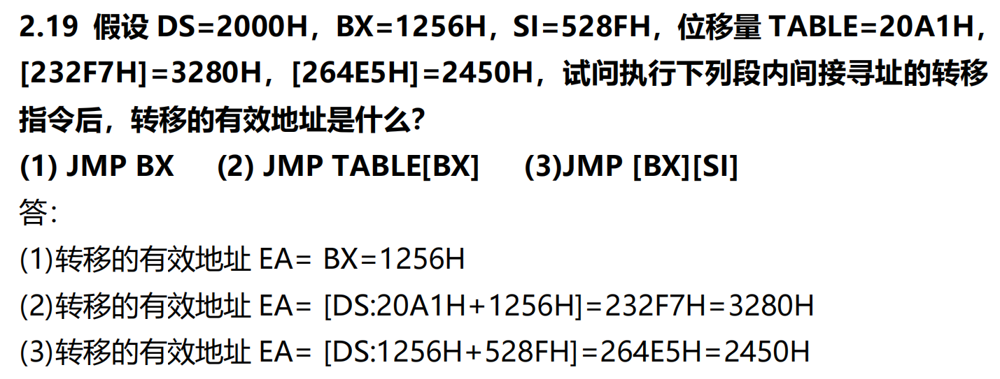 2.19 假设 DS=2000H，BX=1256H，SI=528FH，位移量 TABLE=20A1H，
[232F7H]=3280H，[264E5H]=2450H，试问执行下列段内间接寻址的转移
指令后，转移的有效地址是什么？
(1) JMP BX (2) JMP TABLE[BX] (3)JMP [BX][SI]
答：
(1)转移的有效地址 EA= BX=1256H
(2)转移的有效地址 EA= [DS:20A1H+1256H]=232F7H=3280H
(3)转移的有效地址 EA= [DS:1256H+528FH]=264E5H=2450H